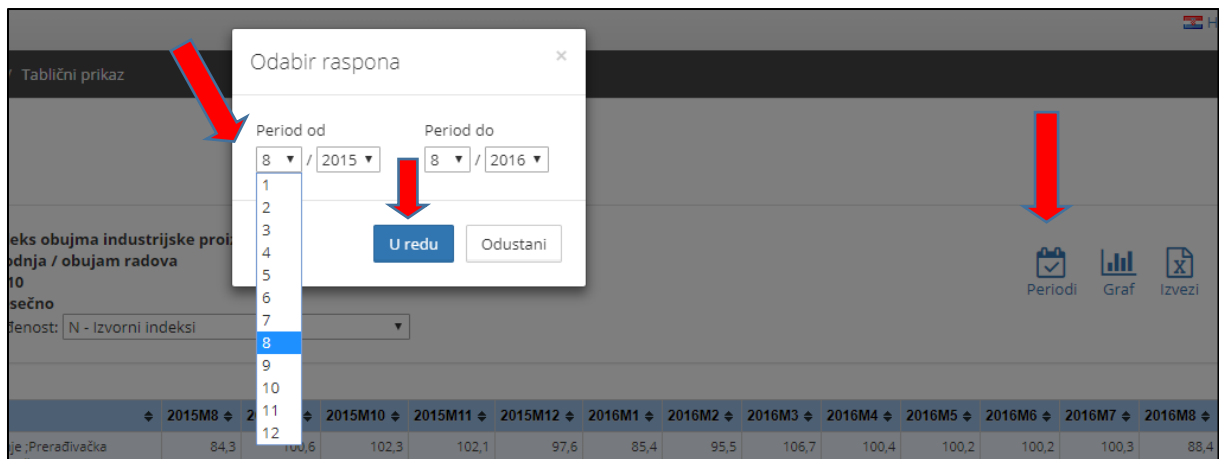 H
/ Tablični prikaz
Odabir raspona ×
Period od Period do
8 / 2015 8 / 2016
1
2
3
4
5
6
7
8
9
10
11
12
U redu Odustani
eks obujma industrijske proiz
odnja / obujam radova
10
sečno
đenost: N - Izvorni indeksi
Periodi Graf Izvezi
2015M8 2 2015M10 2015M11 2015M12 2016M1 2016M2 2016M3 2016M4 2016M5 2016M6 2016M7 2016M8
je ;Prerađivačka 84,3 100,6 102,3 102,1 97,6 85,4 95,5 106,7 100,4 100,2 100,2 100,3 88,4